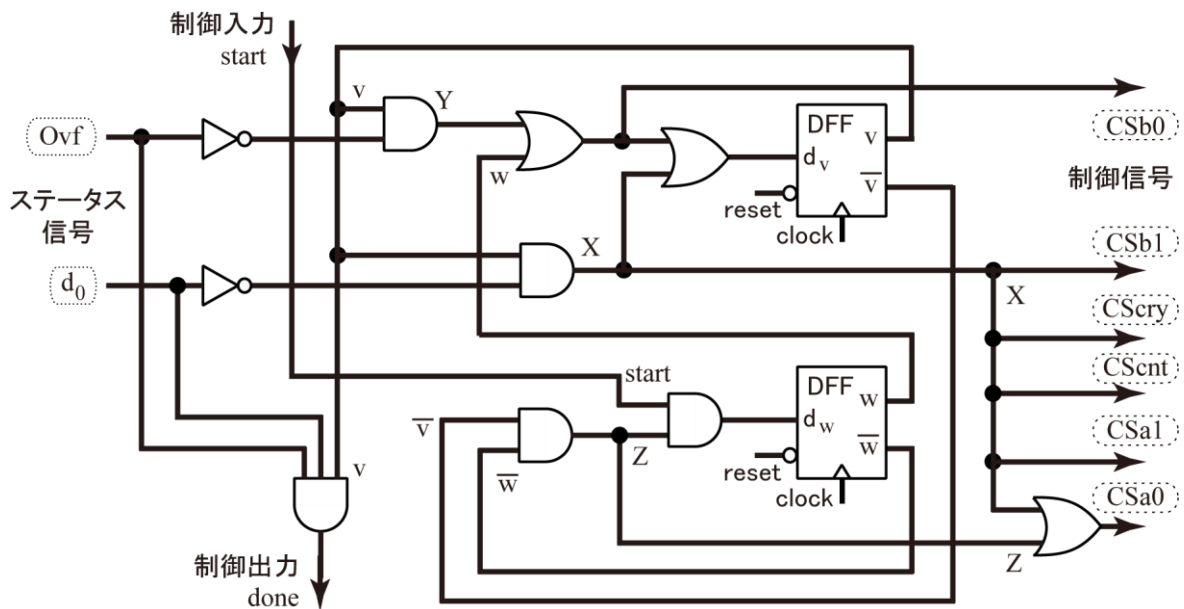 制御入力
start
Ovf
ステータス
信号
d₀
v
Y
w
DFF
v
d_v
v̅
reset
clock
X
CSb0
制御信号
CSb1
X
CScry
CScnt
CSa1
CSa0
start
DFF
w
d_w
w̅
reset
clock
v̅
w̅
Z
v
Z
制御出力
done